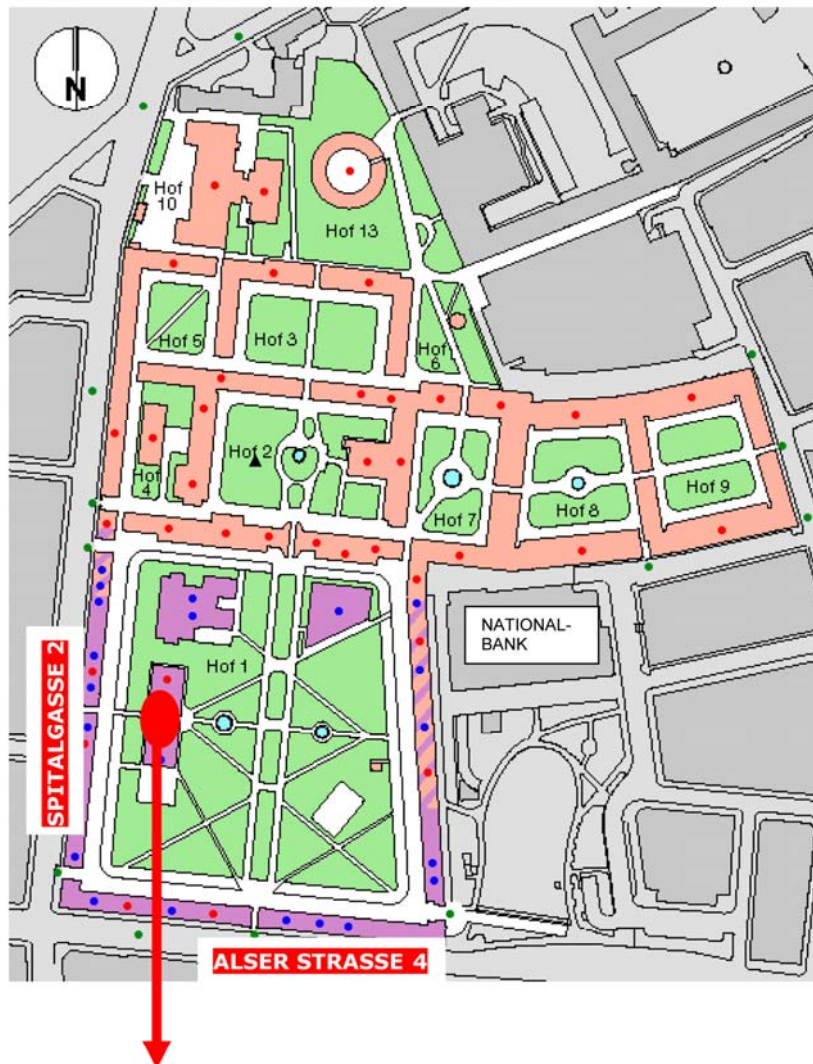 N
Hof
10
Hof 13
Hof 5
Hof 3
Hof
6
Hof 2
Hof
4
Hof 7
Hof 8
Hof 9
NATIONAL-
BANK
Hof 1
SPITALGASSE 2
ALSER STRASSE 4